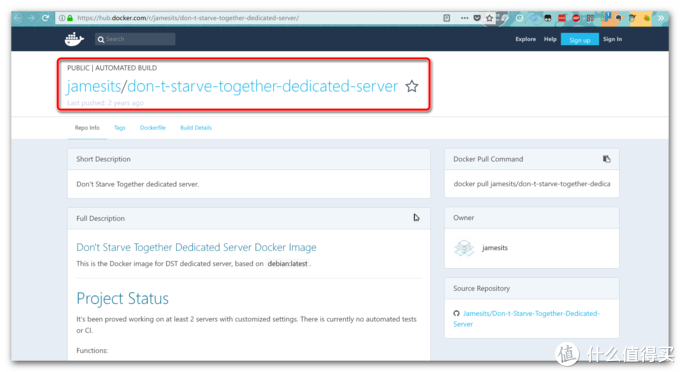 https://hub.docker.com/r/jamesits/don-t-starve-together-dedicated-server/
Search
Explore Help Sign up Sign In
PUBLIC | AUTOMATED BUILD
jamesits/don-t-starve-together-dedicated-server
Last pushed: 2 years ago
Repo Info Tags Dockerfile Build Details
Short Description
Don't Starve Together dedicated server.
Docker Pull Command
docker pull jamesits/don-t-starve-together-dedica
Full Description
Don't Starve Together Dedicated Server Docker Image
This is the Docker image for DST dedicated server, based on debian:latest.
Project Status
It's been proved working on at least 2 servers with customized settings. There is currently no automated tests
or CI.
Functions:
Owner
jamesits
Source Repository
Jamesits/Don-t-Starve-Together-Dedicated-
Server
值 什么值得买